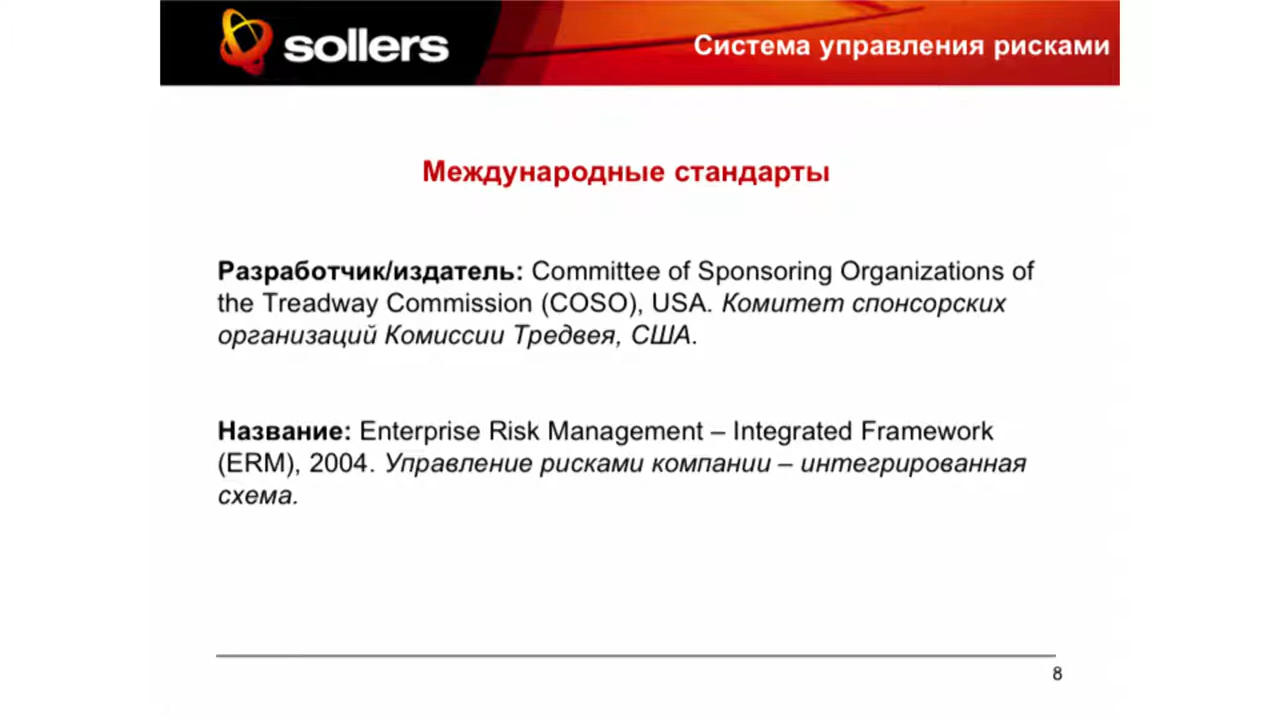 sollers
Система управления рисками
Международные стандарты
Разработчик/издатель: Committee of Sponsoring Organizations of
the Treadway Commission (COSO), USA. Комитет спонсорских
организаций Комиссии Тредвея, США.
Название: Enterprise Risk Management – Integrated Framework
(ERM), 2004. Управление рисками компании – интегрированная
схема.
8